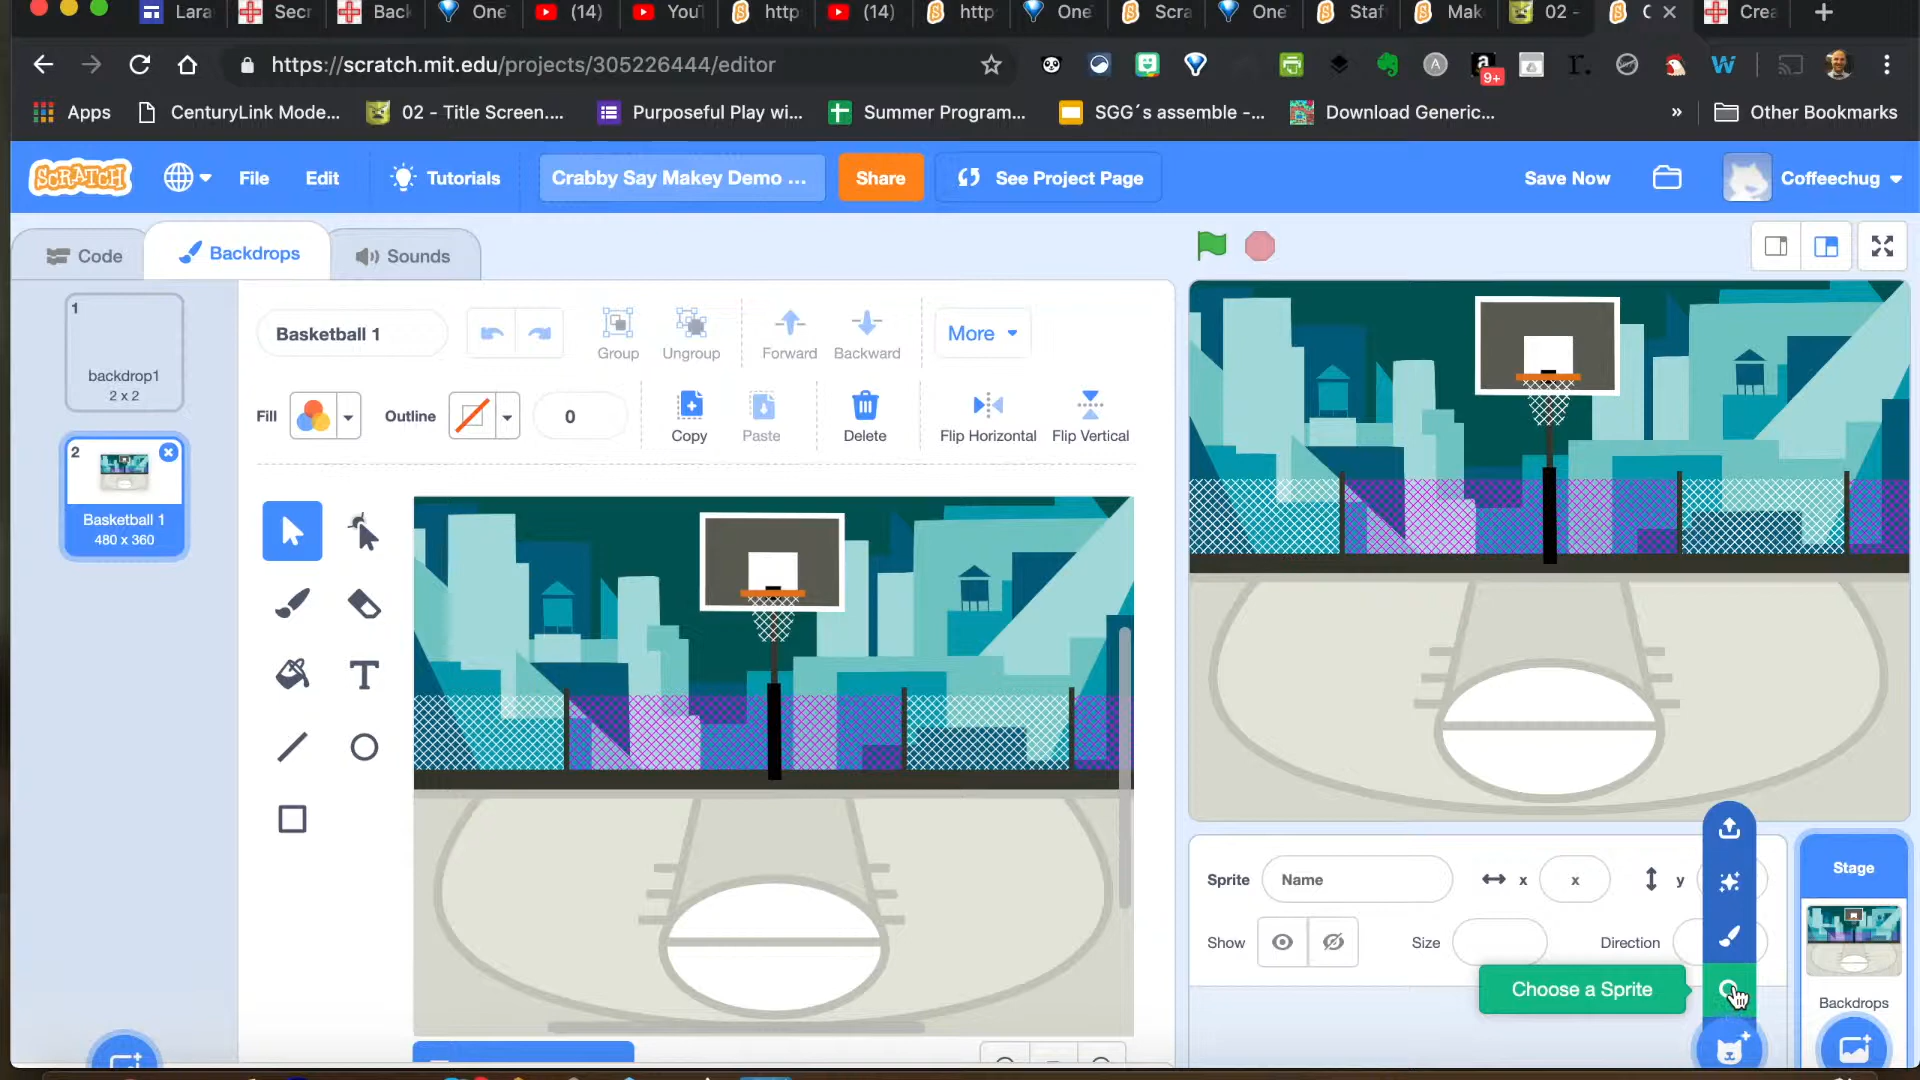 Lara
Secr
Back
One
(14)
You
http
(14)
http
One
Scra
One
Staf
Mak
02 -
C
Crea
https://scratch.mit.edu/projects/305226444/editor
9+
Apps
CenturyLink Mode...
02 - Title Screen....
Purposeful Play wi...
Summer Program...
SGG´s assemble -...
Download Generic...
»
Other Bookmarks
SCRATCH
File
Edit
Tutorials
Crabby Say Makey Demo ...
Share
See Project Page
Save Now
Coffeechug
Code
Backdrops
Sounds
1
backdrop1
2 x 2
2
Basketball 1
480 x 360
Basketball 1
Group
Ungroup
Forward
Backward
More
Fill
Outline
0
Copy
Paste
Delete
Flip Horizontal
Flip Vertical
T
Sprite
Name
x
x
y
Show
Size
Direction
Choose a Sprite
Stage
Backdrops